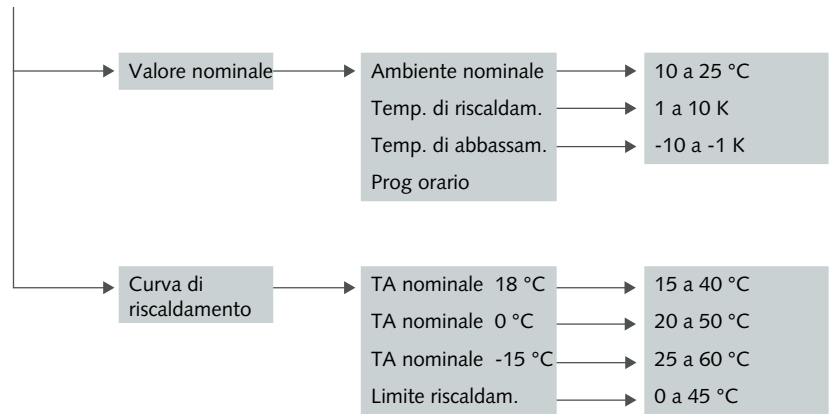 Valore nominale
Ambiente nominale
10 a 25 °C
Temp. di riscaldam.
1 a 10 K
Temp. di abbassam.
-10 a -1 K
Prog orario
Curva di
riscaldamento
TA nominale 18 °C
15 a 40 °C
TA nominale 0 °C
20 a 50 °C
TA nominale -15 °C
25 a 60 °C
Limite riscaldam.
0 a 45 °C